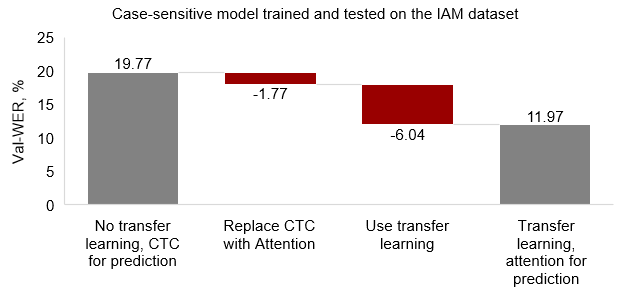 Case-sensitive model trained and tested on the IAM dataset
Val-WER, %
25
20
15
10
5
0
19.77
-1.77
-6.04
11.97
No transfer
learning, CTC
for prediction
Replace CTC
with Attention
Use transfer
learning
Transfer
learning,
attention for
prediction